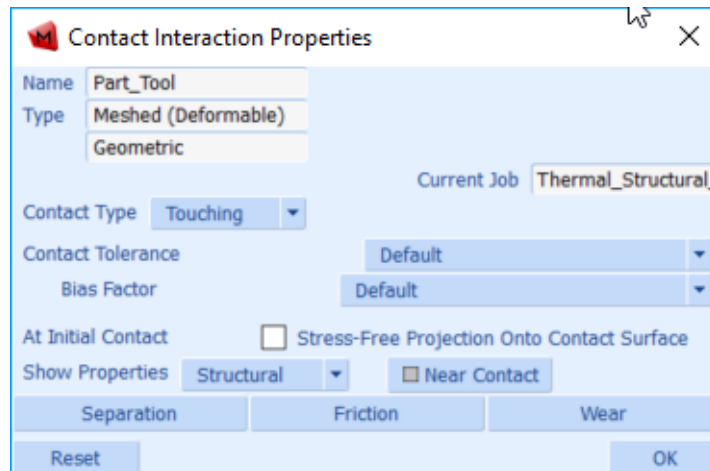 Contact Interaction Properties
Name Part_Tool
Type Meshed (Deformable)
Geometric
Current Job Thermal_Structural_
Contact Type Touching
Contact Tolerance Default
Bias Factor Default
At Initial Contact Stress-Free Projection Onto Contact Surface
Show Properties Structural Near Contact
Separation Friction Wear
Reset OK